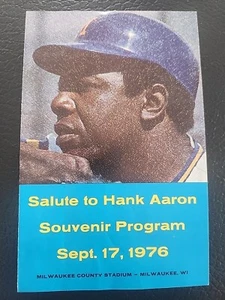 Salute to Hank Aaron
Souvenir Program
Sept. 17, 1976
MILWAUKEE COUNTY STADIUM • MILWAUKEE, WI